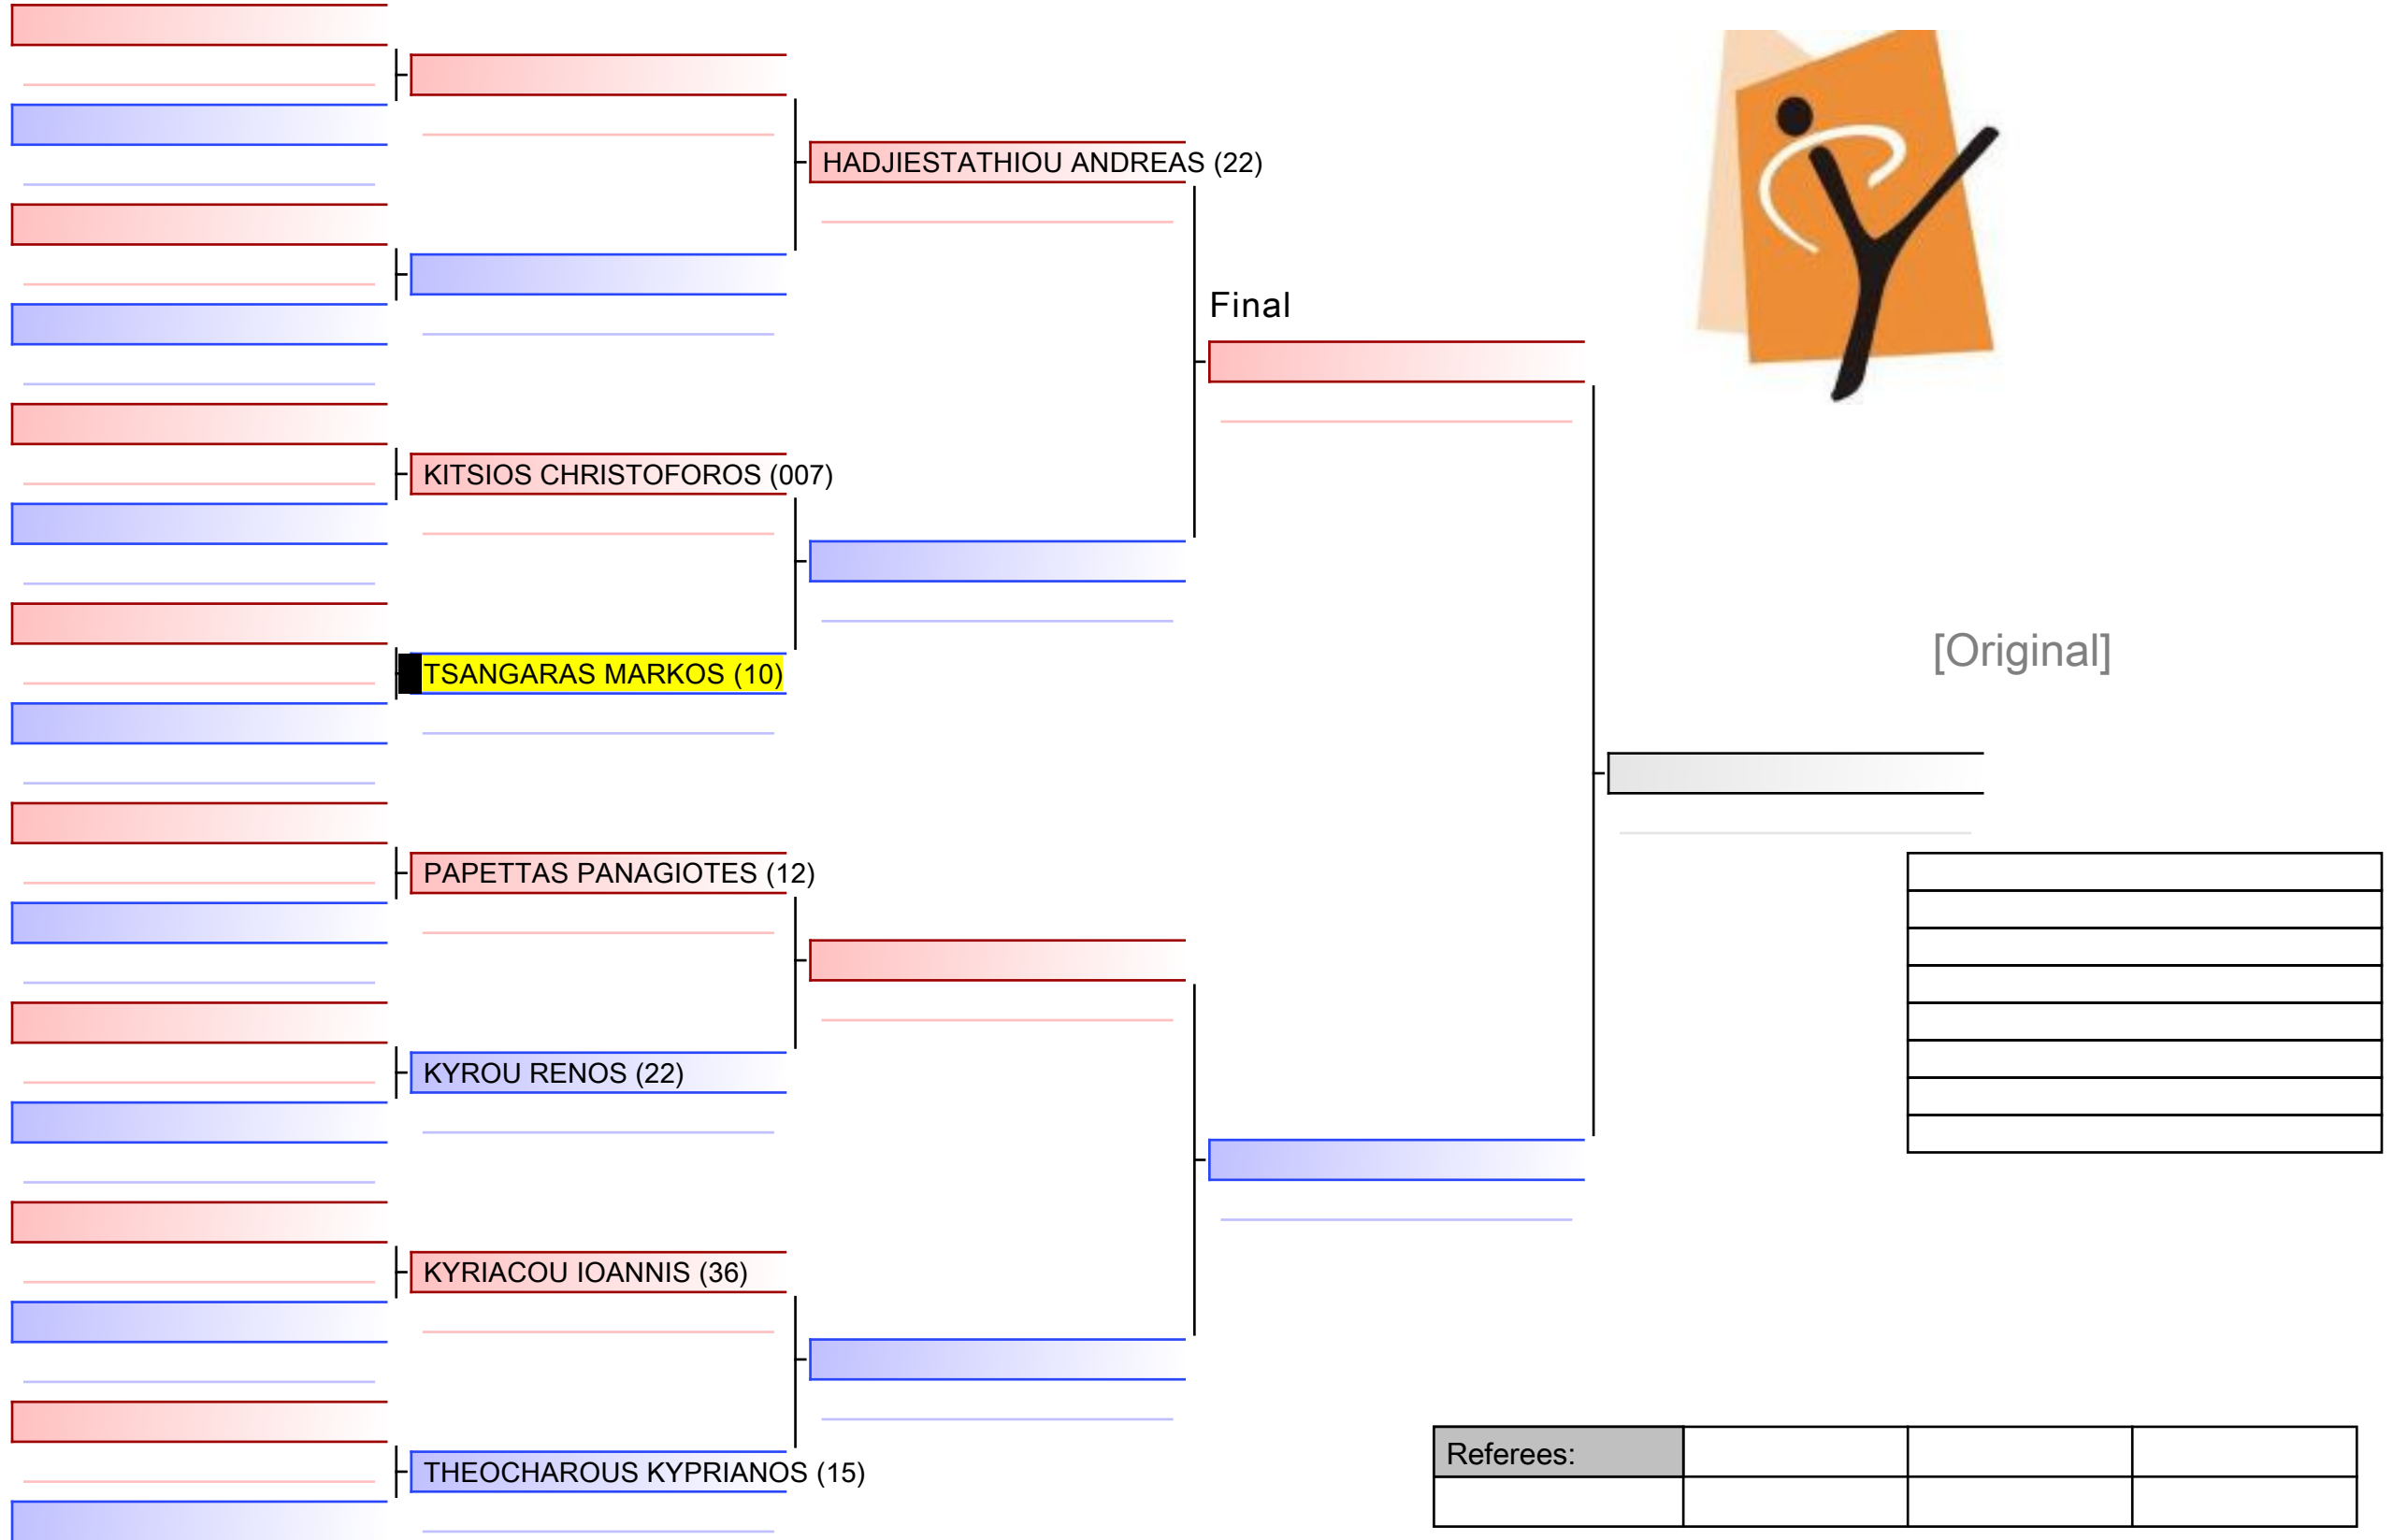 HADJIESTATHIOU ANDREAS (22)
Final
KITSIOS CHRISTOFOROS (007)
[Original]
TSANGARAS MARKOS (10)
PAPETTAS PANAGIOTES (12)
KYROU RENOS (22)
KYRIACOU IOANNIS (36)
Referees:
THEOCHAROUS KYPRIANOS (15)